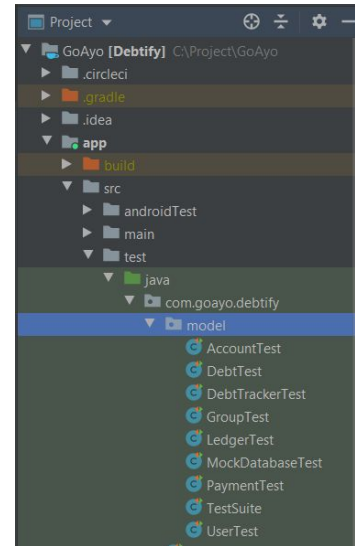 Project
GoAyo [Debtify] C:\Project\GoAyo
.circleci
.gradle
.idea
app
build
src
androidTest
main
test
java
com.goayo.debtify
model
AccountTest
DebtTest
DebtTrackerTest
GroupTest
LedgerTest
MockDatabaseTest
PaymentTest
TestSuite
UserTest